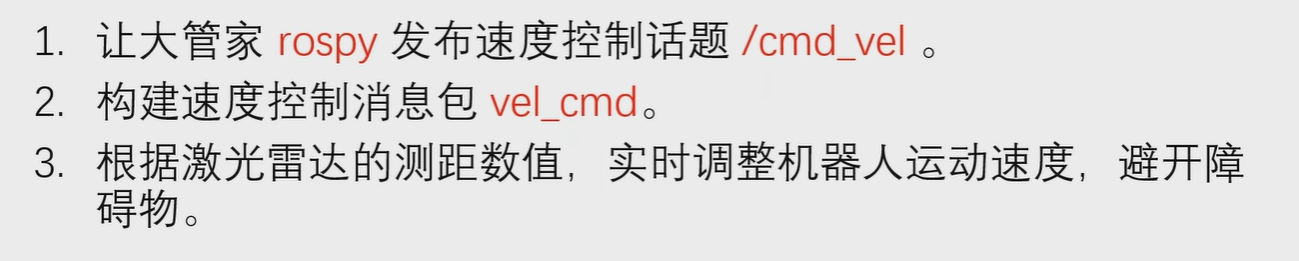 1. 让大管家 rospy 发布速度控制话题 /cmd_vel 。
2. 构建速度控制消息包 vel_cmd。
3. 根据激光雷达的测距数值，实时调整机器人运动速度，避开障
碍物。